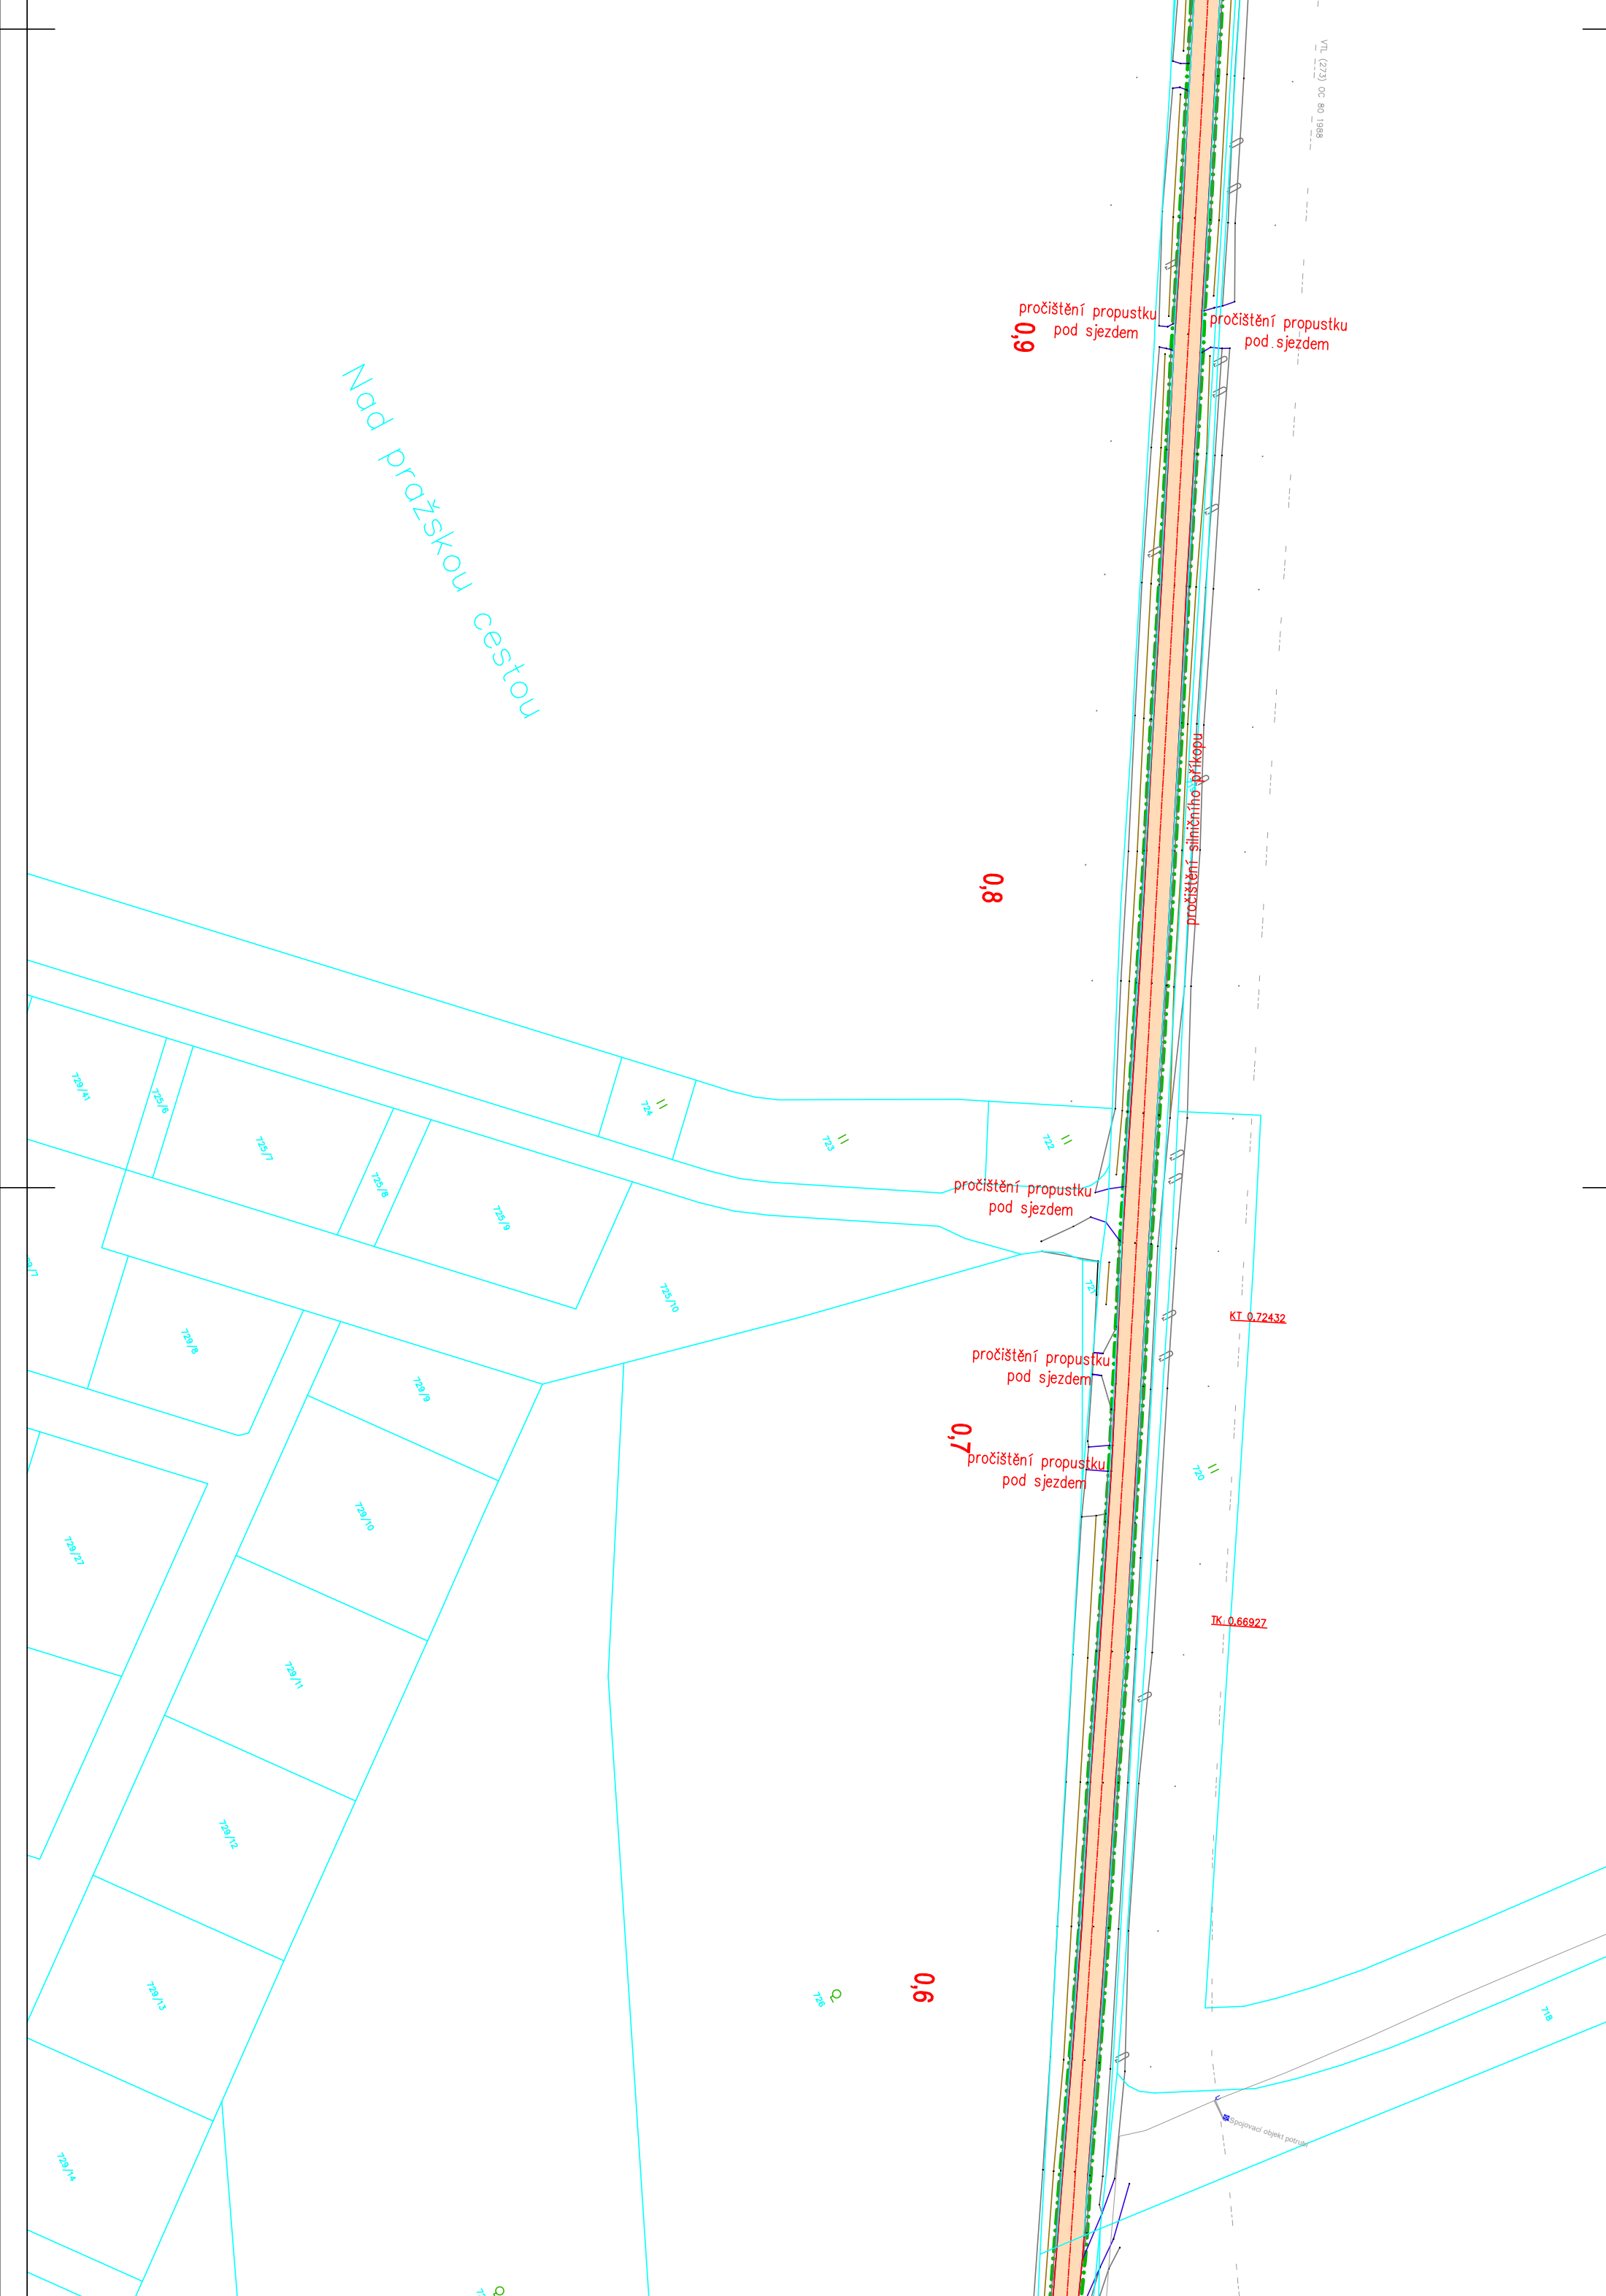 VTL (273) OC 80 1988
pročištění propustku
pod sjezdem
pročištění propustku
pod sjezdem
0,9
Nad pražskou cestou
pročištění silničního příkopu
0,8
729/41
725/6
725/7
725/8
725/9
725/10
724
723
722
pročištění propustku
pod sjezdem
721
KT 0.72432
pročištění propustku
pod sjezdem
0,7
pročištění propustku
pod sjezdem
729/8
729/9
729/10
729/27
720
TK 0.66927
729/11
729/12
729/13
726
0,6
718
Spojovací objekt potrubí
729/14